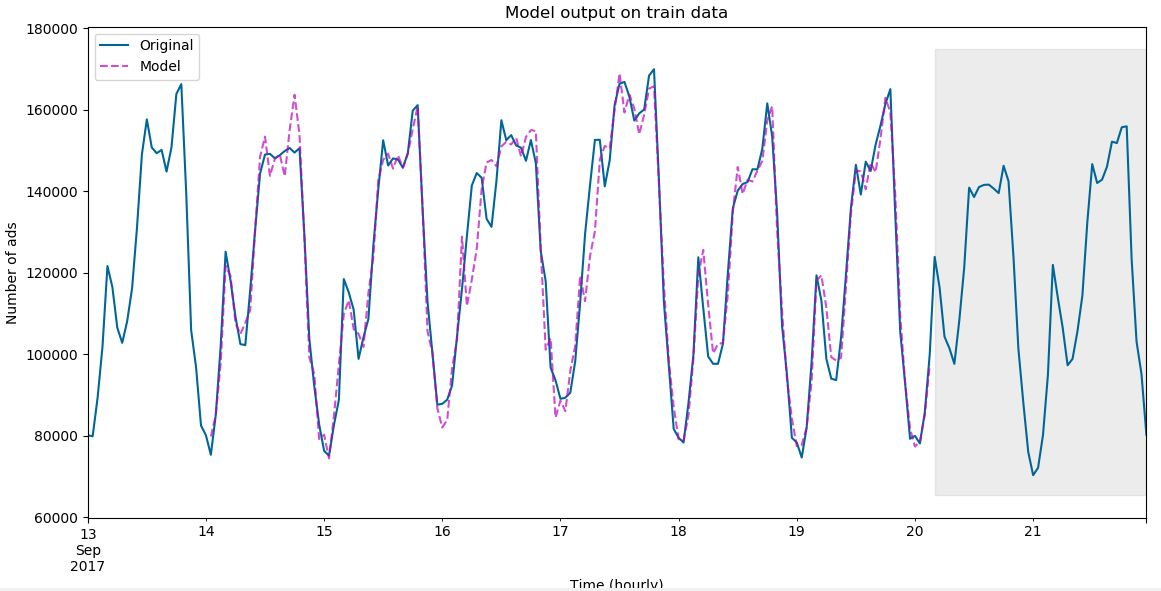 Model output on train data
180000
160000
140000
120000
100000
80000
60000
Number of ads
Original
Model
13
Sep
2017
14
15
16
17
18
19
20
21
Time (hourly)